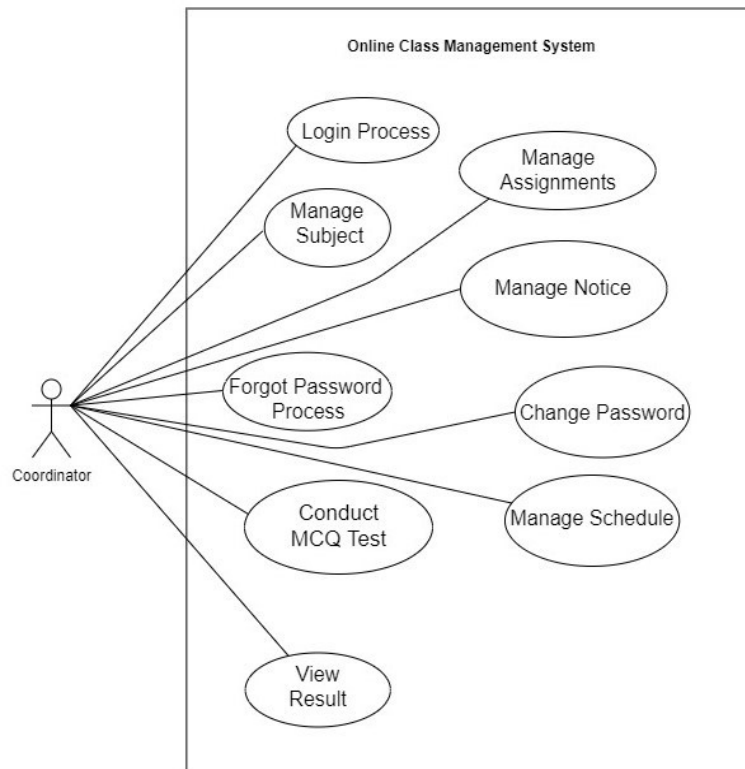 Online Class Management System
Login Process
Manage
Assignments
Manage
Subject
Manage Notice
Forgot Password
Process
Change Password
Coordinator
Conduct
MCQ Test
Manage Schedule
View
Result